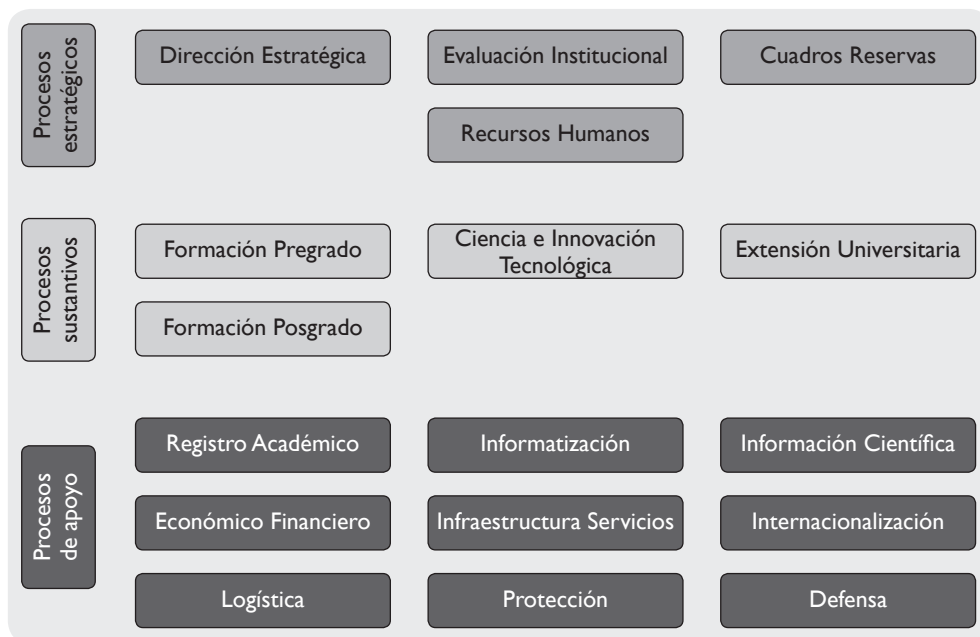 Procesos
estratégicos
Dirección Estratégica
Evaluación Institucional
Cuadros Reservas
Recursos Humanos
Procesos
sustantivos
Formación Pregrado
Ciencia e Innovación
Tecnológica
Extensión Universitaria
Formación Posgrado
Procesos
de apoyo
Registro Académico
Informatización
Información Científica
Económico Financiero
Infraestructura Servicios
Internacionalización
Logística
Protección
Defensa